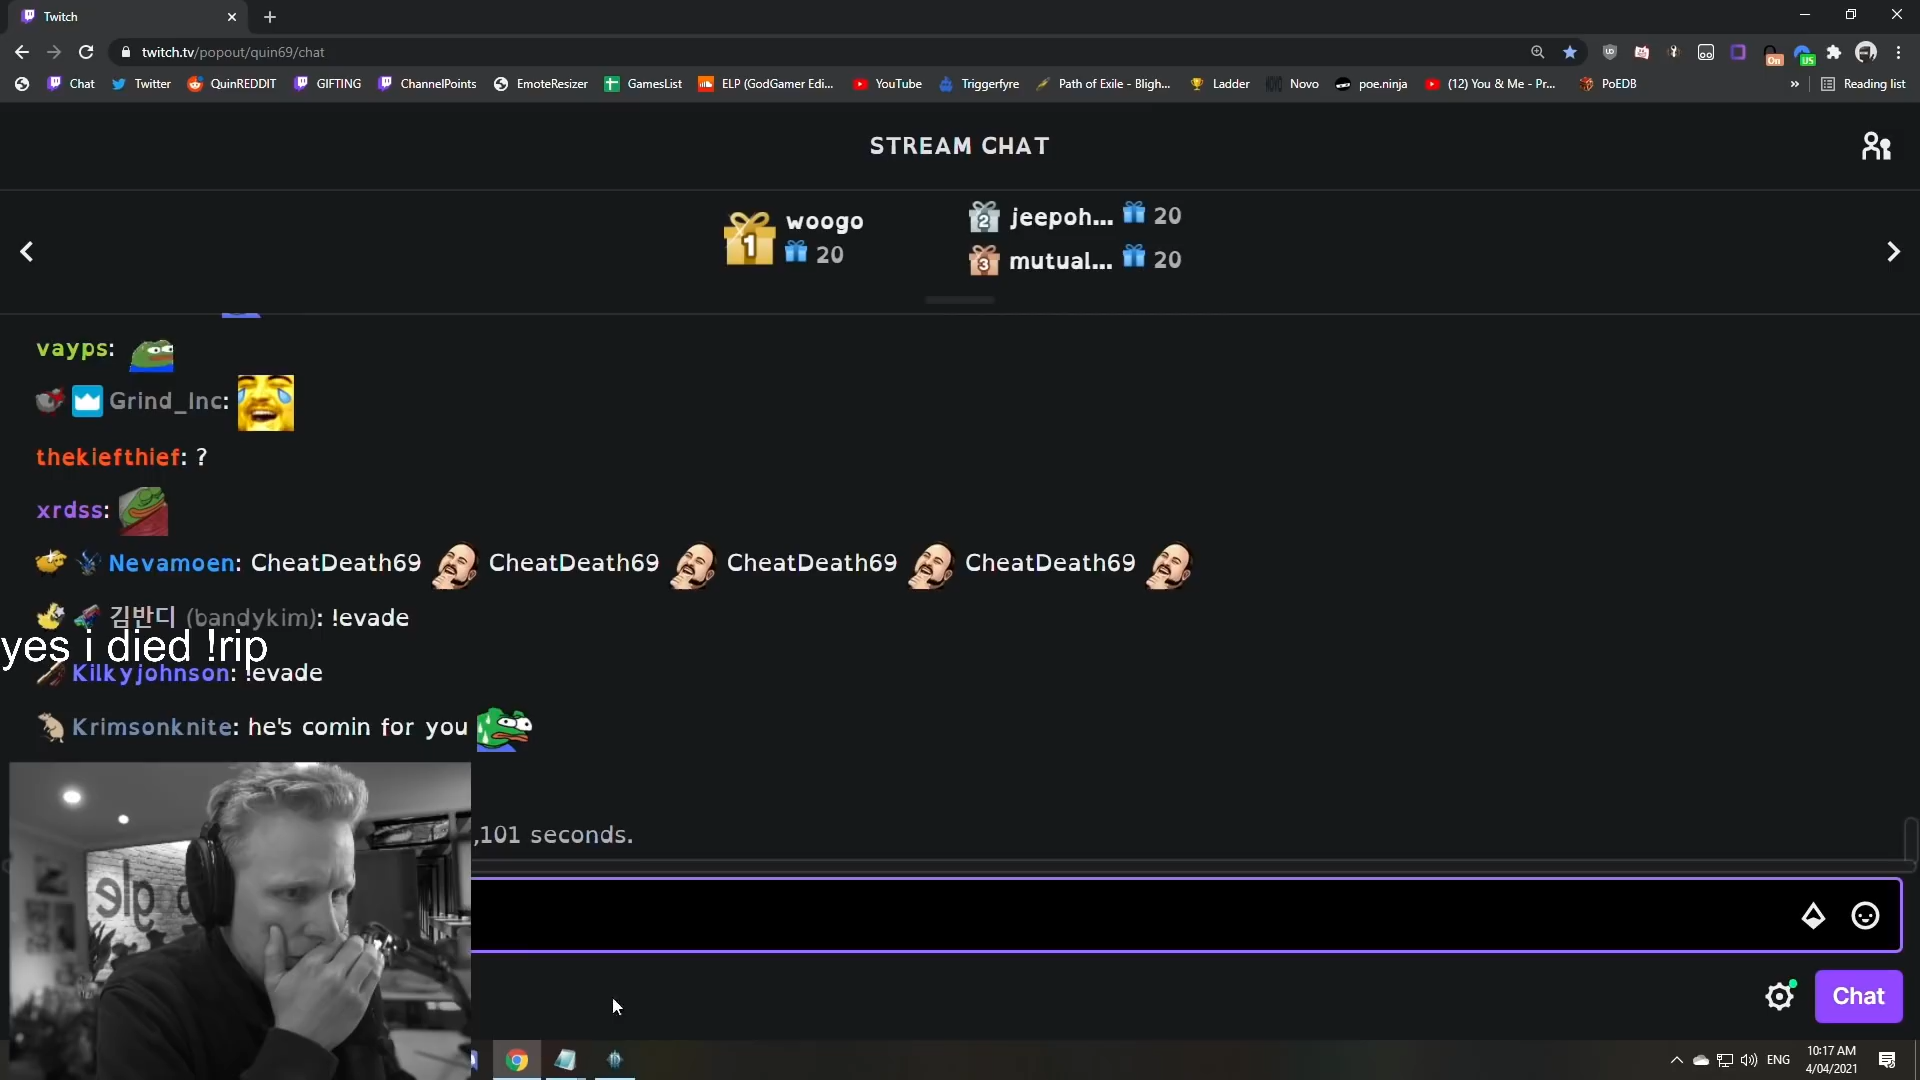 Twitch
twitch.tv/popout/quin69/chat
Chat Twitter QuinREDDIT GIFTING ChannelPoints EmoteResizer GamesList ELP (GodGamer Edi... YouTube Triggerfyre Path of Exile - Bligh... Ladder Novo poe.ninja (12) You & Me - Pr... PoEDB » Reading list
On US
STREAM CHAT
1 woogo 20
2 jeepoh... 20
3 mutual... 20
vayps:
Grind_Inc:
thekiefthief: ?
xrdss:
Nevamoen: CheatDeath69 CheatDeath69 CheatDeath69 CheatDeath69
김반디 (bandykim): !evade
yes i died !rip
Kilkyjohnson: !evade
Krimsonknite: he's comin for you
,101 seconds.
Chat
ENG
10:17 AM
4/04/2021